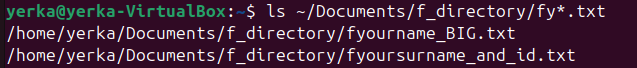 yerka@yerka-VirtualBox:~$ ls ~/Documents/f_directory/fy*.txt
/home/yerka/Documents/f_directory/fyourname_BIG.txt
/home/yerka/Documents/f_directory/fyoursurname_and_id.txt